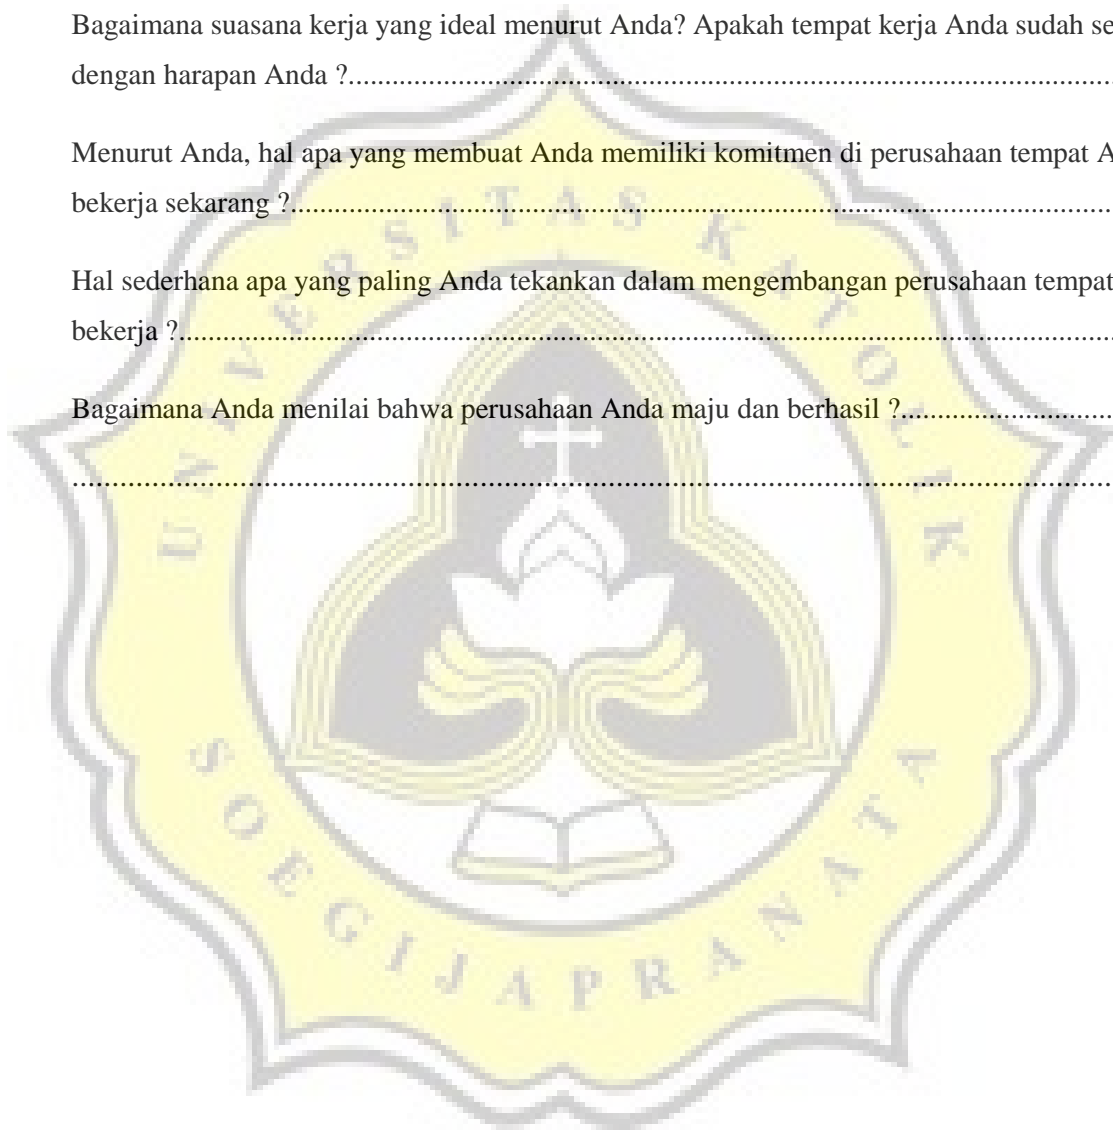 Bagaimana suasana kerja yang ideal menurut Anda? Apakah tempat kerja Anda sudah se
dengan harapan Anda ?..........................................................................................................
Menurut Anda, hal apa yang membuat Anda memiliki komitmen di perusahaan tempat A
bekerja sekarang ?................................................................................................................
Hal sederhana apa yang paling Anda tekankan dalam mengembangan perusahaan tempat
bekerja ?...............................................................................................................................
Bagaimana Anda menilai bahwa perusahaan Anda maju dan berhasil ?.............................
..............................................................................................................................................
UNIVERSITAS KATOLIK
SOEGIJAPRANATA